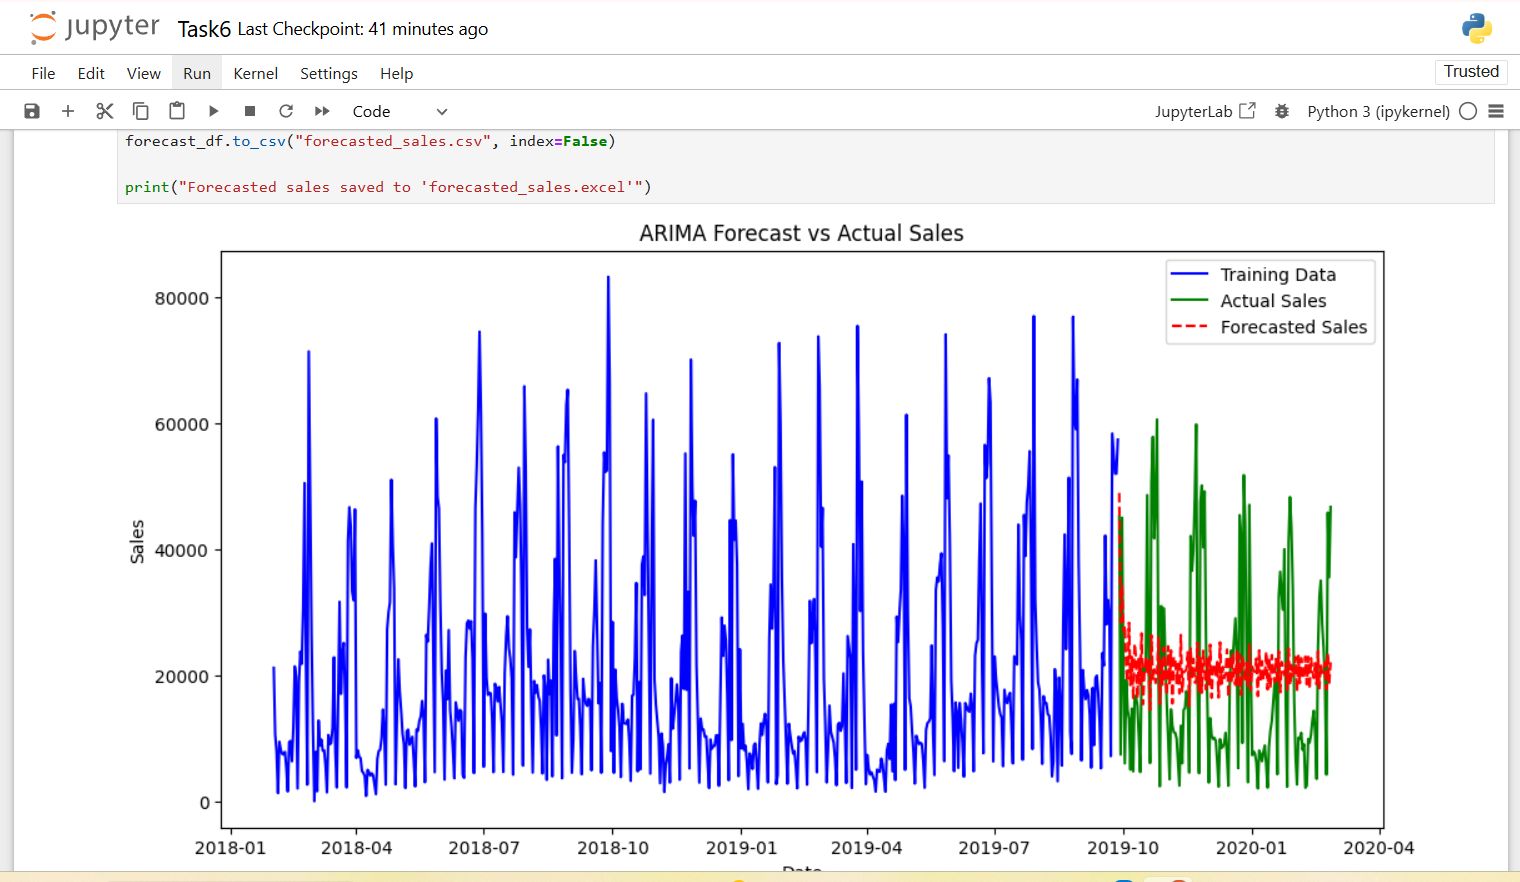 jupyter Task6 Last Checkpoint: 41 minutes ago
File Edit View Run Kernel Settings Help Trusted
Code JupyterLab Python 3 (ipykernel)
forecast_df.to_csv("forecasted_sales.csv", index=False)
print("Forecasted sales saved to 'forecasted_sales.excel'")
ARIMA Forecast vs Actual Sales
Training Data
Actual Sales
Forecasted Sales
80000
60000
40000
20000
0
Sales
2018-01 2018-04 2018-07 2018-10 2019-01 2019-04 2019-07 2019-10 2020-01 2020-04
Date